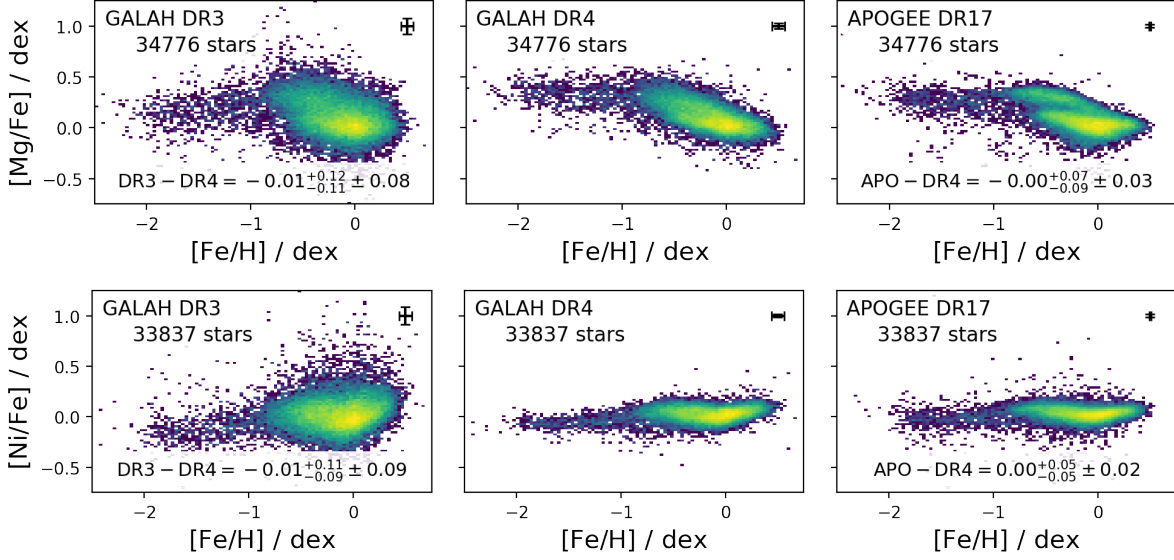 GALAH DR3
34776 stars
[Mg/Fe] / dex
1.0
0.5
0.0
−0.5
DR3 − DR4 = −0.01 +0.12 −0.11 ± 0.08
−2 −1 0
[Fe/H] / dex
GALAH DR4
34776 stars
−2 −1 0
[Fe/H] / dex
APOGEE DR17
34776 stars
APO − DR4 = −0.00 +0.07 −0.09 ± 0.03
−2 −1 0
[Fe/H] / dex
GALAH DR3
33837 stars
[Ni/Fe] / dex
1.0
0.5
0.0
−0.5
DR3 − DR4 = −0.01 +0.11 −0.09 ± 0.09
−2 −1 0
[Fe/H] / dex
GALAH DR4
33837 stars
−2 −1 0
[Fe/H] / dex
APOGEE DR17
33837 stars
APO − DR4 = 0.00 +0.05 −0.05 ± 0.02
−2 −1 0
[Fe/H] / dex